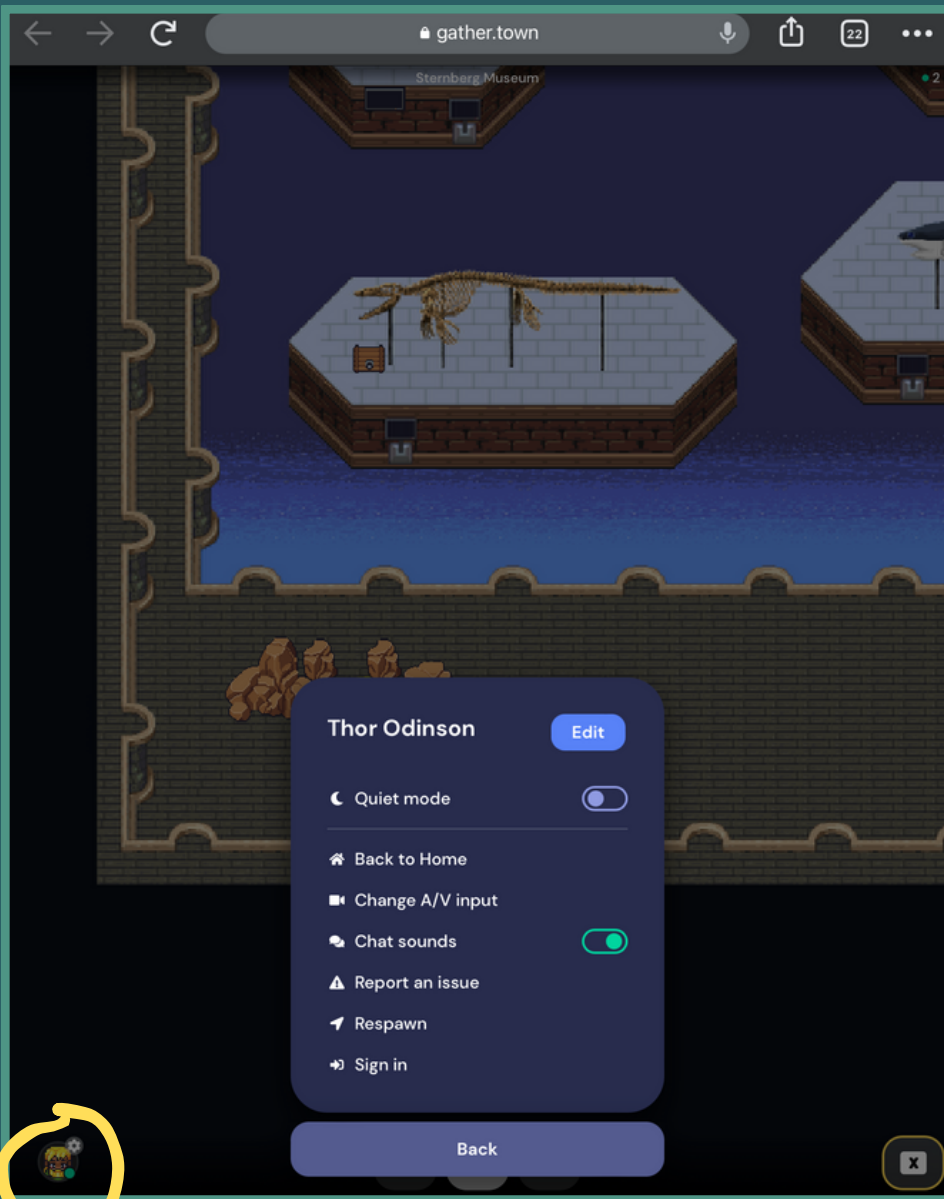 gather.town
22
Sternberg Museum
2
Thor Odinson
Edit
Quiet mode
Back to Home
Change A/V input
Chat sounds
Report an issue
Respawn
Sign in
Back
x